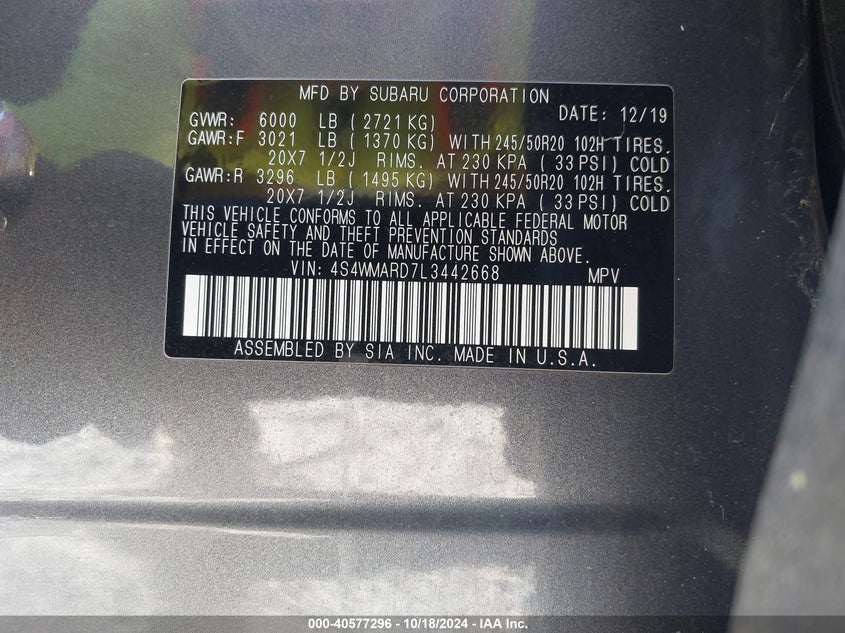 MFD BY SUBARU CORPORATION DATE: 12/19
GVWR: 6000 LB ( 2721 KG)
GAWR:F 3021 LB ( 1370 KG) WITH 245/50R20 102H TIRES.
20X7 1/2J RIMS. AT 230 KPA ( 33 PSI) COLD
GAWR:R 3296 LB ( 1495 KG) WITH 245/50R20 102H TIRES.
20X7 1/2J RIMS. AT 230 KPA ( 33 PSI) COLD
THIS VEHICLE CONFORMS TO ALL APPLICABLE FEDERAL MOTOR
VEHICLE SAFETY AND THEFT PREVENTION STANDARDS
IN EFFECT ON THE DATE OF MANUFACTURE SHOWN ABOVE.
VIN: 4S4WMARD7L3442668 MPV
ASSEMBLED BY SIA INC. MADE IN U.S.A.
000-40577296 - 10/18/2024 - IAA Inc.